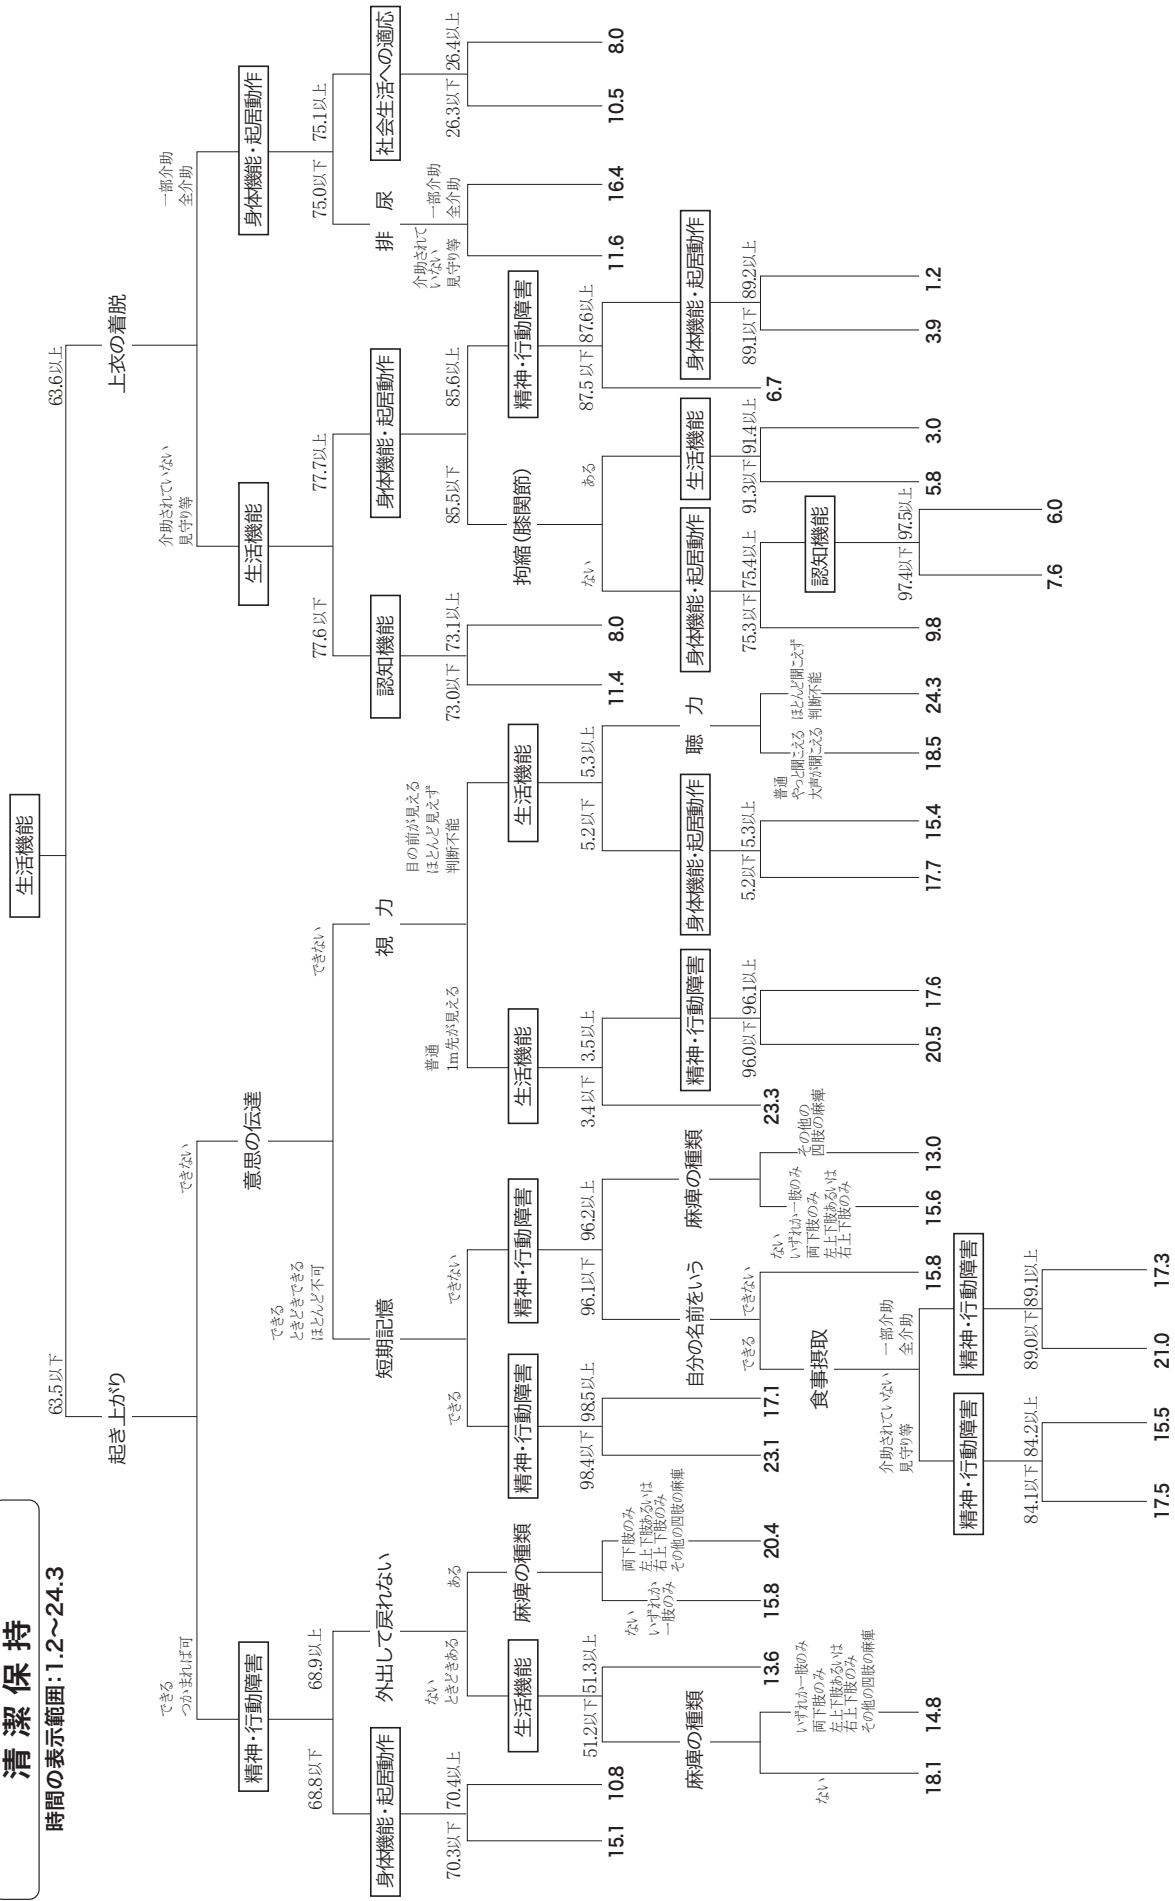 清潔保持
時間の表示範囲：1.2～24.3
生活機能
63.5以下
63.6以上
起き上がり
上衣の着脱
できる
つかまれば可
できない
介助されていない
見守り等
一部介助
全介助
精神・行動障害
意思の伝達
生活機能
身体機能・起居動作
68.8以下
68.9以上
できる
ときどきできる
ほとんど不可
できない
77.6以下
77.7以上
75.0以下
75.1以上
身体機能・起居動作
外出して戻れない
短期記憶
視力
認知機能
身体機能・起居動作
排尿
社会生活への適応
70.3以下
70.4以上
ない
ときどきある
ある
できる
できない
普通
1m先が見える
目の前が見える
ほとんど見えず
判断不能
73.0以下
73.1以上
85.5以下
85.6以上
介助されて
いない
見守り等
一部介助
全介助
26.3以下
26.4以上
15.1
10.8
生活機能
麻痺の種類
精神・行動障害
精神・行動障害
生活機能
生活機能
11.4
8.0
拘縮(膝関節)
精神・行動障害
11.6
16.4
10.5
8.0
51.2以下
51.3以上
ない
いずれか
一肢のみ
両下肢のみ
左上下肢あるいは
右上下肢のみ
その他の四肢の麻痺
98.4以下
98.5以上
96.1以下
96.2以上
3.4以下
3.5以上
5.2以下
5.3以上
ない
ある
87.5以下
87.6以上
麻痺の種類
13.6
15.8
20.4
23.1
17.1
自分の名前をいう
麻痺の種類
23.3
精神・行動障害
身体機能・起居動作
聴力
身体機能・起居動作
生活機能
6.7
身体機能・起居動作
ない
いずれか一肢のみ
両下肢のみ
左上下肢あるいは
右上下肢のみ
その他の四肢の麻痺
できる
できない
ない
いずれか一肢のみ
両下肢のみ
左上下肢あるいは
右上下肢のみ
その他の
四肢の麻痺
96.0以下
96.1以上
5.2以下
5.3以上
普通
やっと聞こえる
大声が聞こえる
ほとんど聞こえず
判断不能
75.3以下
75.4以上
91.3以下
91.4以上
89.1以下
89.2以上
18.1
14.8
食事摂取
15.8
15.6
13.0
20.5
17.6
17.7
15.4
18.5
24.3
9.8
認知機能
5.8
3.0
3.9
1.2
介助されていない
見守り等
一部介助
全介助
97.4以下
97.5以上
精神・行動障害
精神・行動障害
7.6
6.0
84.1以下
84.2以上
89.0以下
89.1以上
17.5
15.5
21.0
17.3